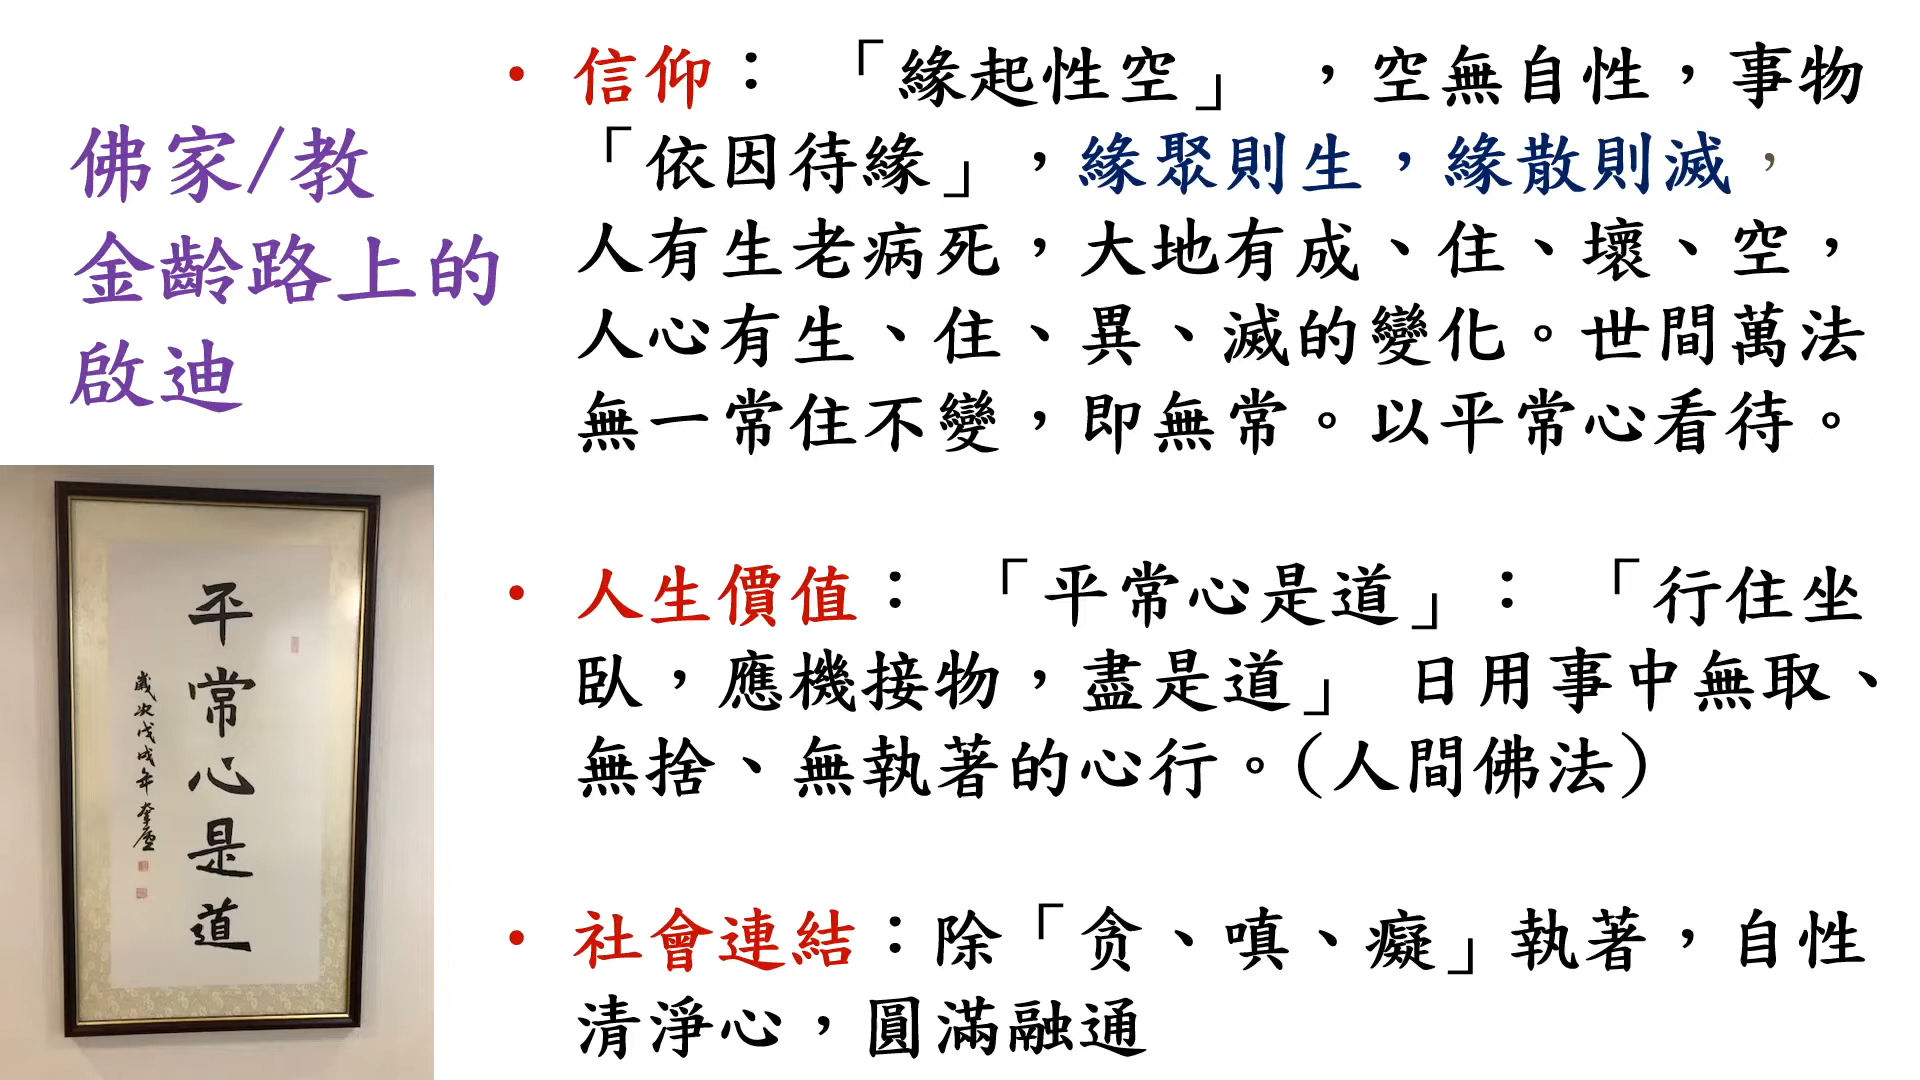 佛家/教
金齡路上的
啟迪
• 信仰：「緣起性空」，空無自性，事物
「依因待緣」，緣聚則生，緣散則滅，
人有生老病死，大地有成、住、壞、空，
人心有生、住、異、滅的變化。世間萬法
無一常住不變，即無常。以平常心看待。
• 人生價值：「平常心是道」：「行住坐
臥，應機接物，盡是道」 日用事中無取、
無捨、無執著的心行。(人間佛法)
• 社會連結：除「贪、嗔、癡」執著，自性
清淨心，圓滿融通
平常心是道
歲次戊戌年